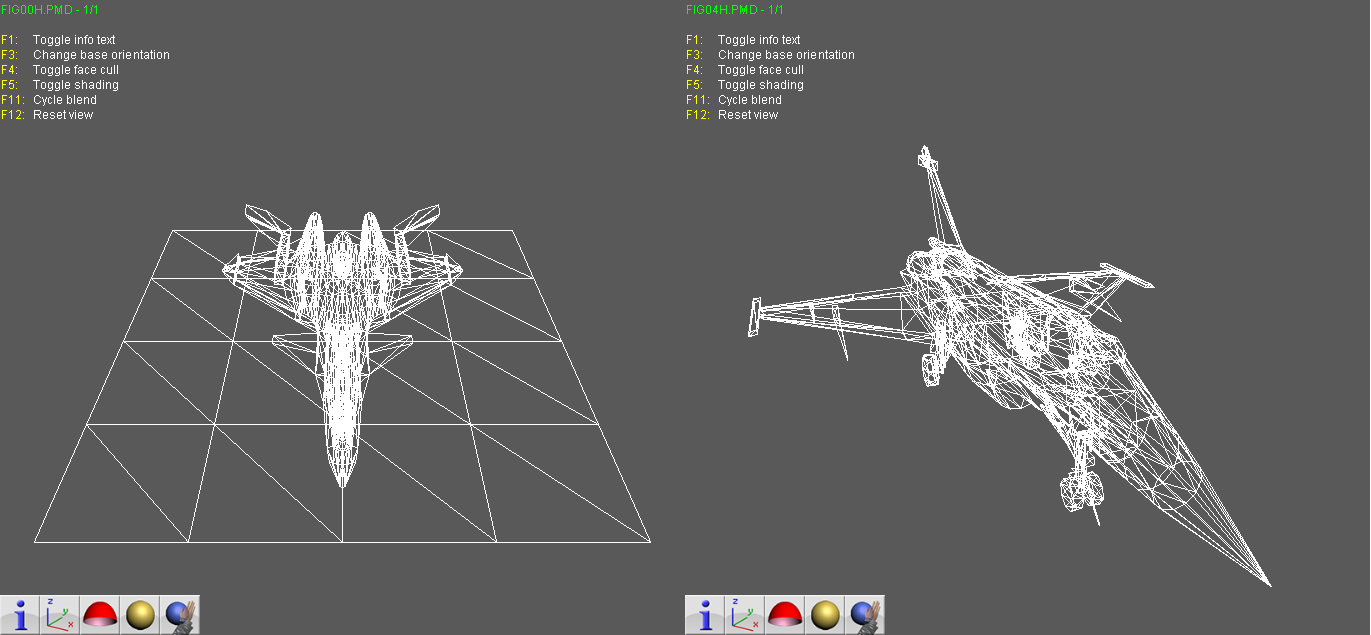 FIG00H.PMD - 1/1
F1: Toggle info text
F3: Change base orientation
F4: Toggle face cull
F5: Toggle shading
F11: Cycle blend
F12: Reset view
z
y
x
i
FIG04H.PMD - 1/1
F1: Toggle info text
F3: Change base orientation
F4: Toggle face cull
F5: Toggle shading
F11: Cycle blend
F12: Reset view
z
y
x
i